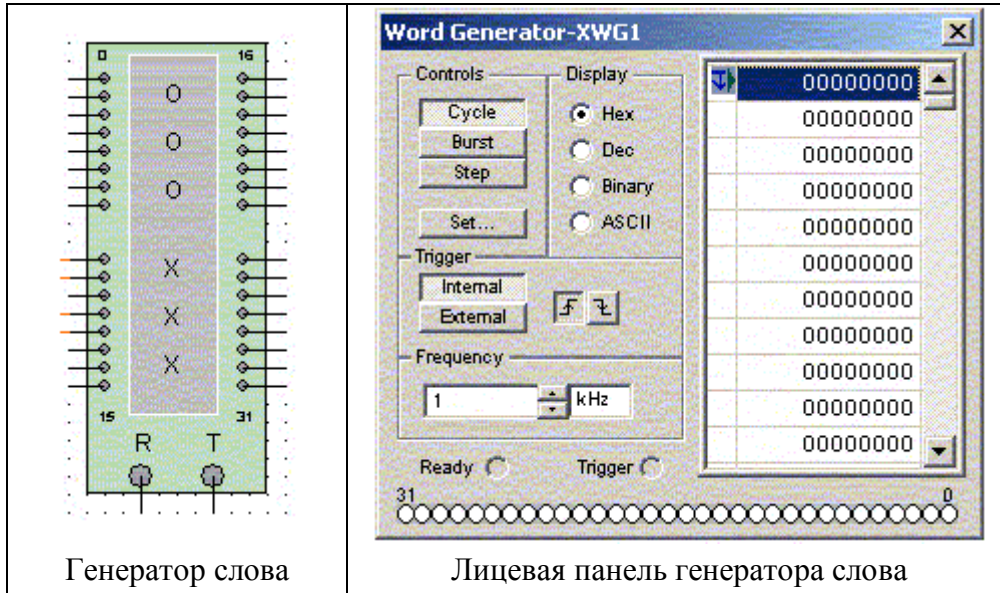 0 16
O
O
O
X
X
X
15 31
R T
Генератор слова
Word Generator-XWG1
Controls
Cycle
Burst
Step
Set...
Display
Hex
Dec
Binary
ASCII
Trigger
Internal
External
Frequency
1 kHz
Ready Trigger
31 0
00000000
00000000
00000000
00000000
00000000
00000000
00000000
00000000
00000000
00000000
00000000
Лицевая панель генератора слова